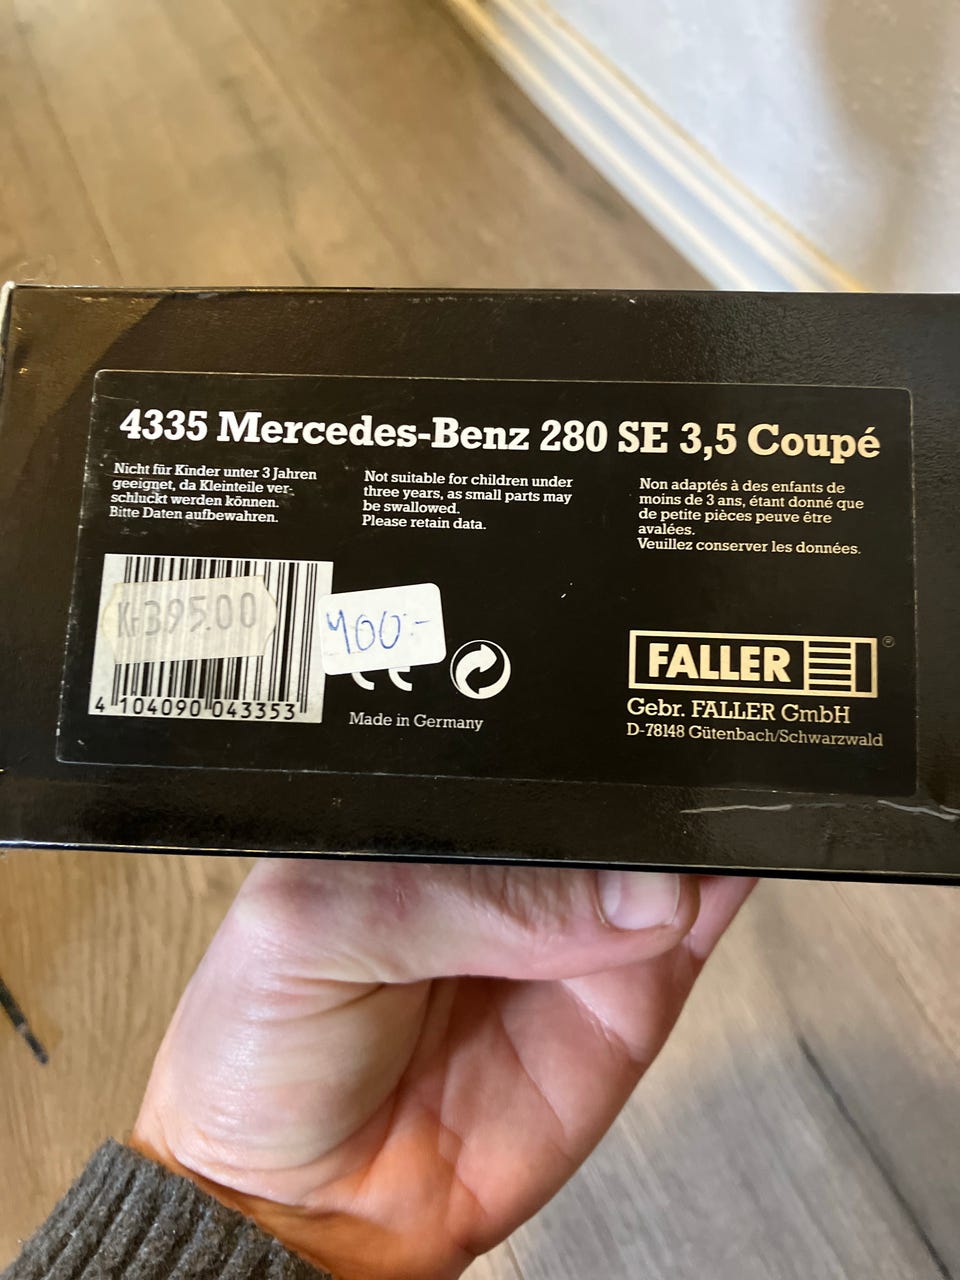 4335 Mercedes-Benz 280 SE 3,5 Coupé
Nicht für Kinder unter 3 Jahren
geeignet, da Kleinteile ver-
schluckt werden können.
Bitte Daten aufbewahren.
Not suitable for children under
three years, as small parts may
be swallowed.
Please retain data.
Non adaptés à des enfants de
moins de 3 ans, étant donné que
de petite pièces peuve être
avalées.
Veuillez conserver les données.
Kr395.00
400:-
4 104090 043353
CE
Made in Germany
FALLER ®
Gebr. FALLER GmbH
D-78148 Gütenbach/Schwarzwald